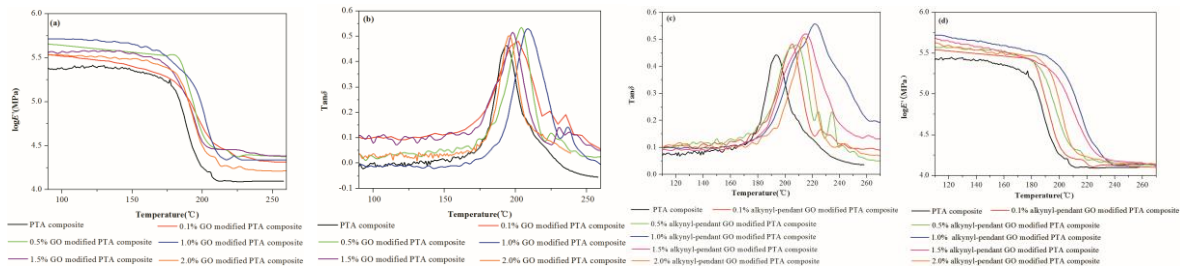 (a)
6.0
5.5
5.0
4.5
4.0
logE'(MPa)
100 150 200 250
Temperature(℃)
PTA composite
0.1% GO modified PTA composite
0.5% GO modified PTA composite
1.0% GO modified PTA composite
1.5% GO modified PTA composite
2.0% GO modified PTA composite
(b)
0.6
0.5
0.4
0.3
0.2
0.1
0.0
-0.1
Tanδ
100 150 200 250
Temperature(℃)
PTA composite
0.1% GO modified PTA composite
0.5% GO modified PTA composite
1.0% GO modified PTA composite
1.5% GO modified PTA composite
2.0% GO modified PTA composite
(c)
0.6
0.5
0.4
0.3
0.2
0.1
0.0
Tanδ
120 140 160 180 200 220 240 260
Temperature(℃)
PTA composite
0.1% alkynyl-pendant GO modified PTA composite
0.5% alkynyl-pendant GO modified PTA composite
1.0% alkynyl-pendant GO modified PTA composite
1.5% alkynyl-pendant GO modified PTA composite
2.0% alkynyl-pendant GO modified PTA composite
(d)
6.0
5.5
5.0
4.5
4.0
logE'(MPa)
120 140 160 180 200 220 240 260
Temperature(℃)
PTA composite
0.1% alkynyl-pendant GO modified PTA composite
0.5% alkynyl-pendant GO modified PTA composite
1.0% alkynyl-pendant GO modified PTA composite
1.5% alkynyl-pendant GO modified PTA composite
2.0% alkynyl-pendant GO modified PTA composite